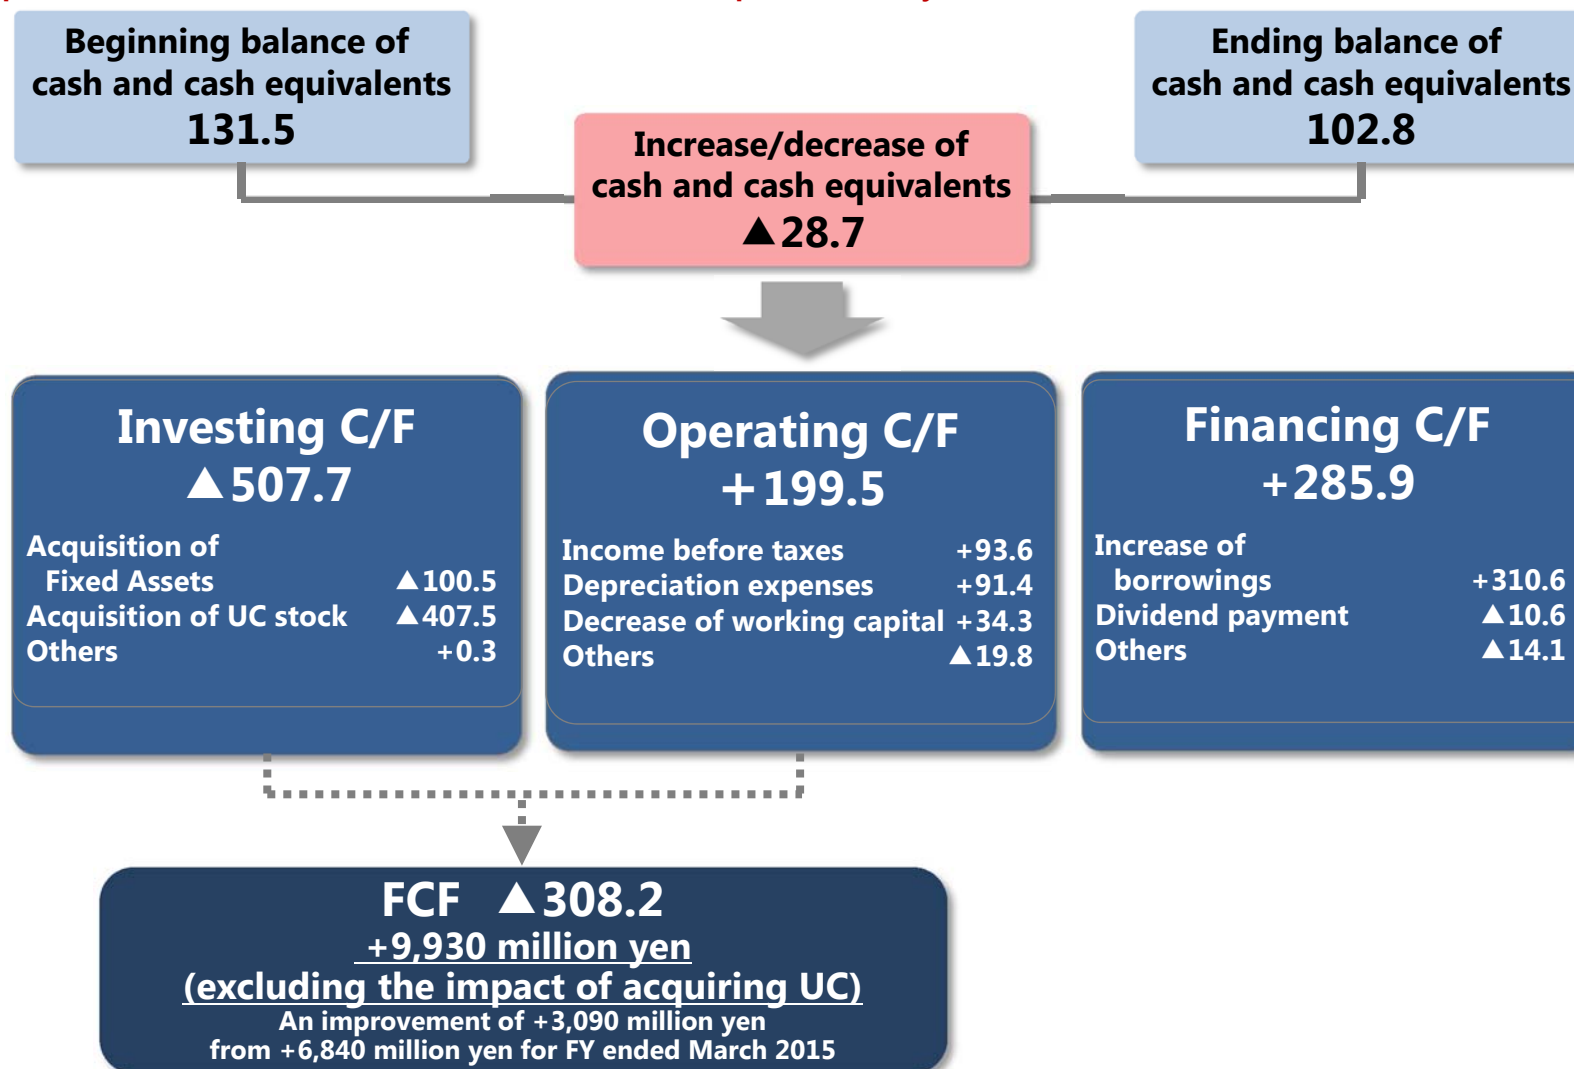 Beginning balance of
cash and cash equivalents
131.5
Increase/decrease of
cash and cash equivalents
▲28.7
Ending balance of
cash and cash equivalents
102.8
Investing C/F
▲507.7
Acquisition of
Fixed Assets ▲100.5
Acquisition of UC stock ▲407.5
Others +0.3
Operating C/F
+199.5
Income before taxes +93.6
Depreciation expenses +91.4
Decrease of working capital +34.3
Others ▲19.8
Financing C/F
+285.9
Increase of
borrowings +310.6
Dividend payment ▲10.6
Others ▲14.1
FCF ▲308.2
+9,930 million yen
(excluding the impact of acquiring UC)
An improvement of +3,090 million yen
from +6,840 million yen for FY ended March 2015